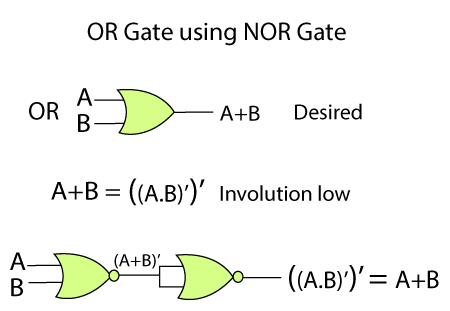 OR Gate using NOR Gate
OR A B A+B Desired
A+B = ((A.B)')' Involution low
A B (A+B)' ((A.B)')' = A+B